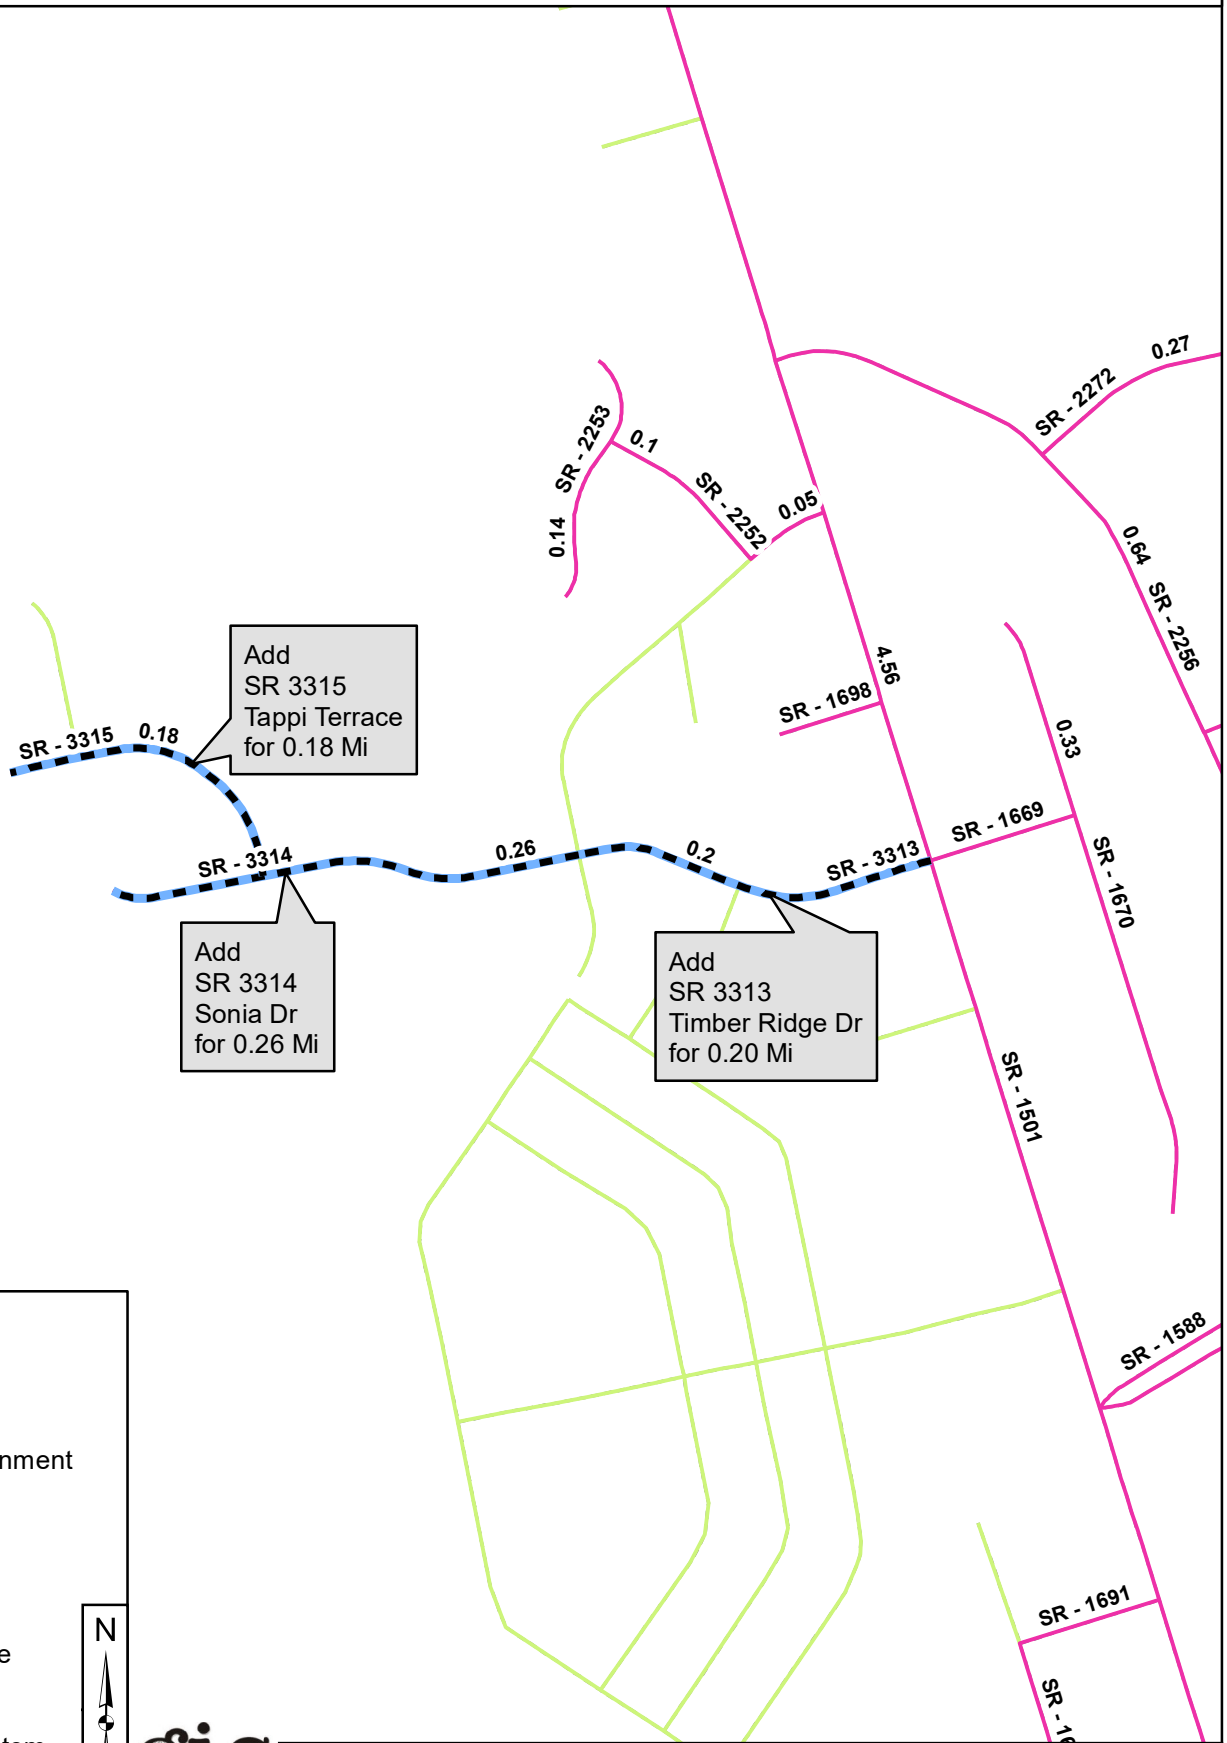 0.27
SR - 2272
SR - 2253
0.1
SR - 2252
0.05
0.14
0.64
SR - 2256
Add
SR 3315
Tappi Terrace
for 0.18 Mi
4.56
SR - 1698
SR - 3315
0.18
0.33
SR - 1669
SR - 3314
0.26
0.2
SR - 3313
SR - 1670
Add
SR 3314
Sonia Dr
for 0.26 Mi
Add
SR 3313
Timber Ridge Dr
for 0.20 Mi
SR - 1501
SR - 1588
nment
SR - 1691
N
e
SR - 16